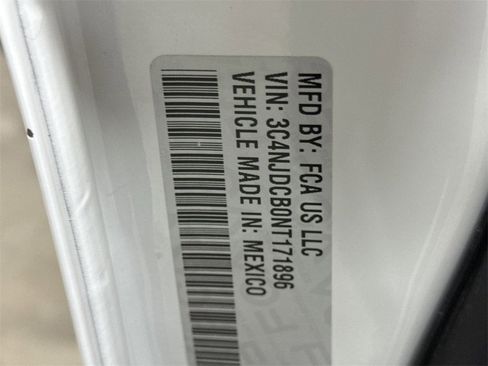 MFD BY: FCA US LLC
VIN: 3C4NJDCB0NT171896
VEHICLE MADE IN: MEXICO